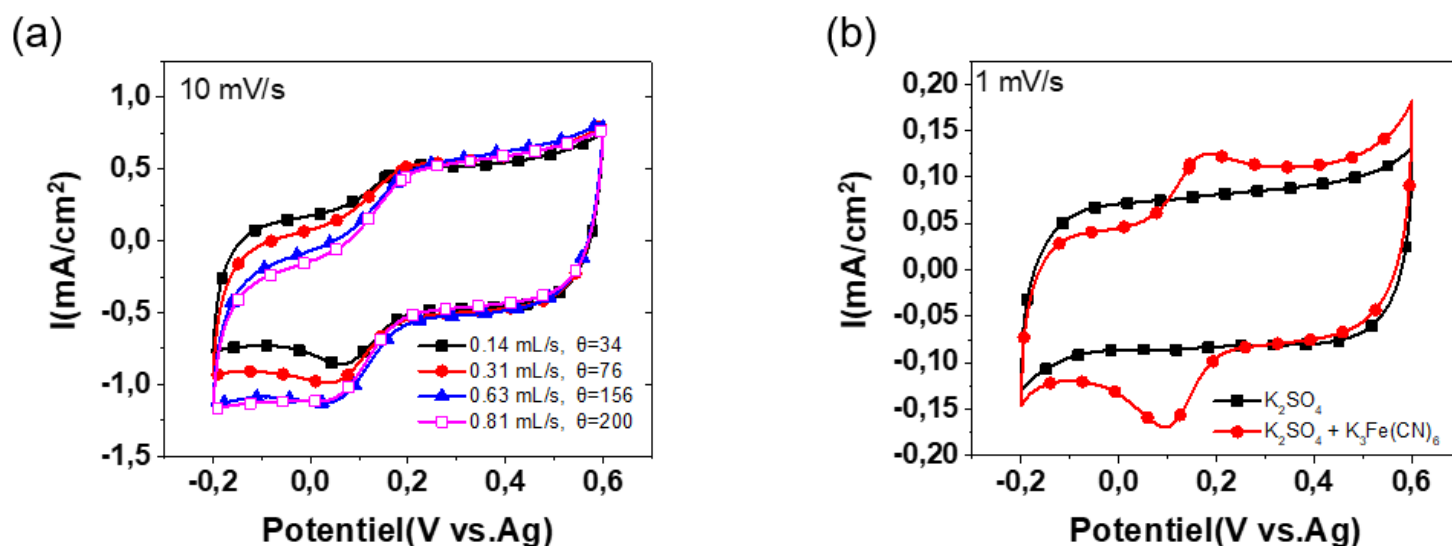 (a)
10 mV/s
1,0
0,5
0,0
-0,5
-1,0
-1,5
I(mA/cm²)
0.14 mL/s, θ=34
0.31 mL/s, θ=76
0.63 mL/s, θ=156
0.81 mL/s, θ=200
-0,2 0,0 0,2 0,4 0,6
Potentiel(V vs.Ag)
(b)
1 mV/s
0,20
0,15
0,10
0,05
0,00
0,05
-0,10
-0,15
0,20
I(mA/cm²)
K₂SO₄
K₂SO₄ + K₃Fe(CN)₆
-0,2 0,0 0,2 0,4 0,6
Potentiel(V vs.Ag)